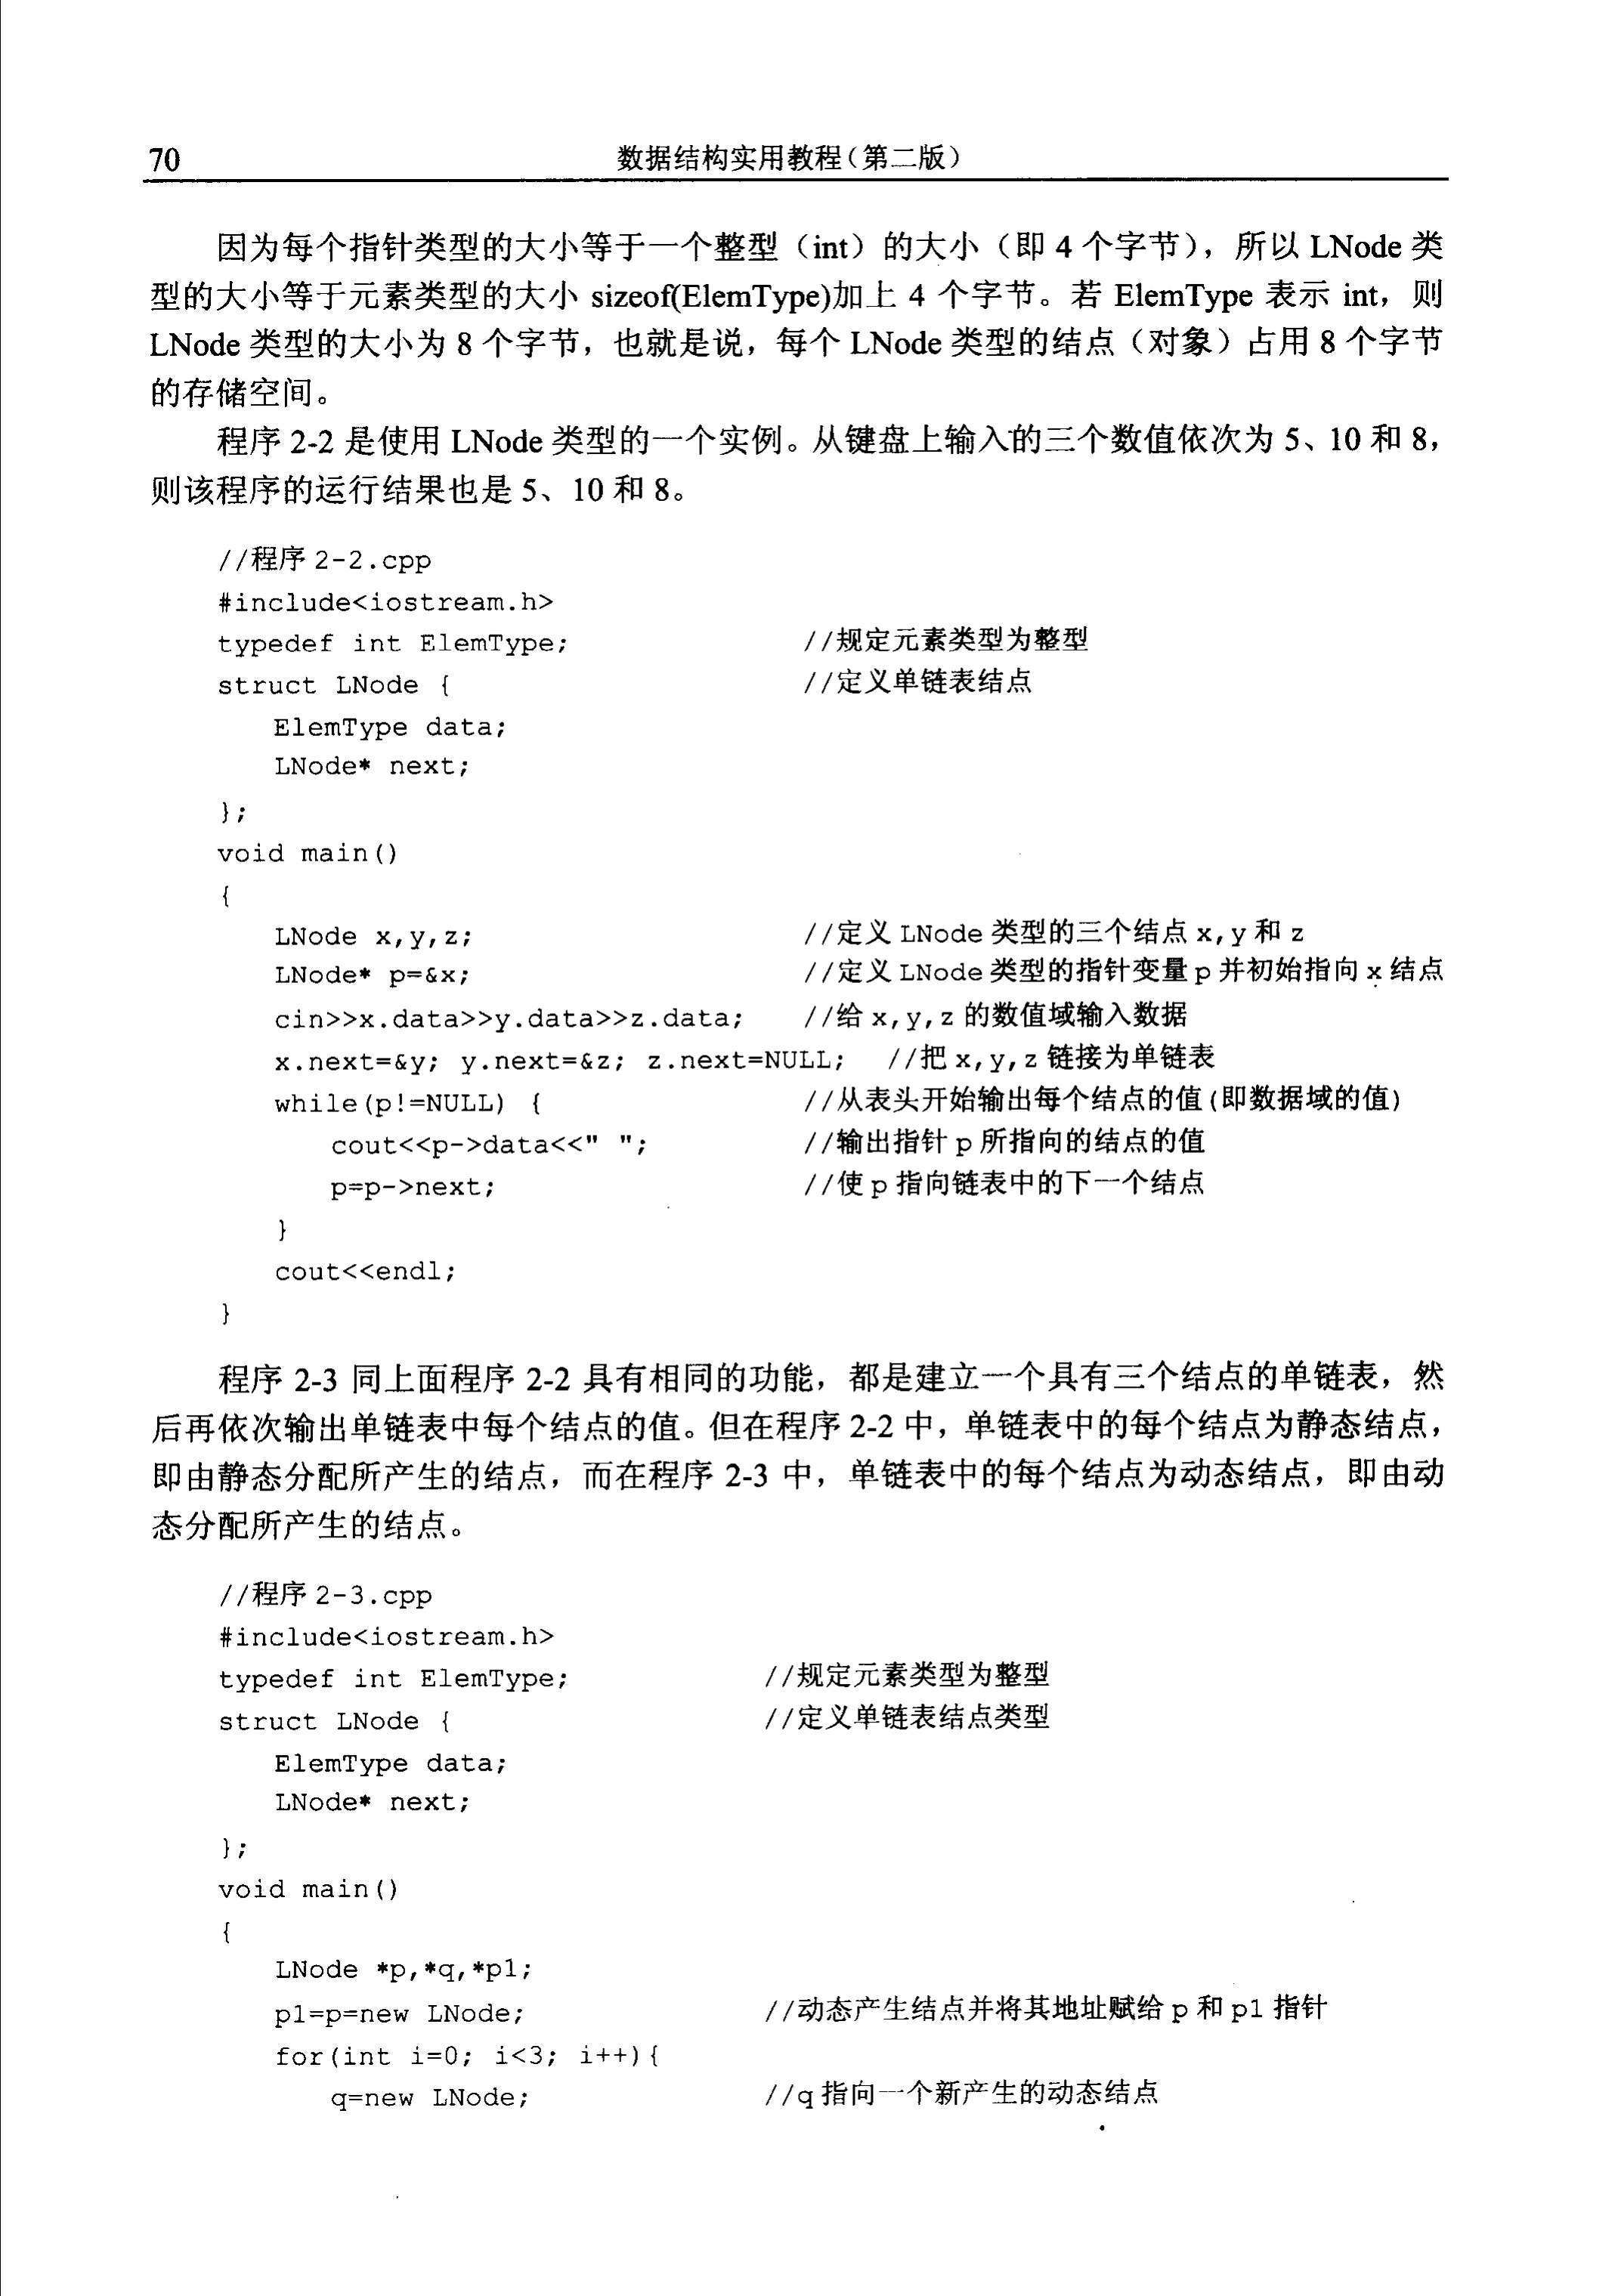 70 数据结构实用教程(第二版)
因为每个指针类型的大小等于一个整型（int）的大小（即 4 个字节），所以 LNode 类
型的大小等于元素类型的大小 sizeof(ElemType)加上 4 个字节。若 ElemType 表示 int，则
LNode 类型的大小为 8 个字节，也就是说，每个 LNode 类型的结点（对象）占用 8 个字节
的存储空间。
程序 2-2 是使用 LNode 类型的一个实例。从键盘上输入的三个数值依次为 5、10 和 8，
则该程序的运行结果也是 5、10 和 8。
//程序 2-2.cpp
#include<iostream.h>
typedef int ElemType; //规定元素类型为整型
struct LNode { //定义单链表结点
ElemType data;
LNode* next;
};
void main()
{
LNode x,y,z; //定义 LNode 类型的三个结点 x,y 和 z
LNode* p=&x; //定义 LNode 类型的指针变量 p 并初始指向 x 结点
cin>>x.data>>y.data>>z.data; //给 x,y,z 的数值域输入数据
x.next=&y; y.next=&z; z.next=NULL; //把 x,y,z 链接为单链表
while(p!=NULL) { //从表头开始输出每个结点的值(即数据域的值)
cout<<p->data<<" "; //输出指针 p 所指向的结点的值
p=p->next; //使 p 指向链表中的下一个结点
}
cout<<endl;
}
程序 2-3 同上面程序 2-2 具有相同的功能，都是建立一个具有三个结点的单链表，然
后再依次输出单链表中每个结点的值。但在程序 2-2 中，单链表中的每个结点为静态结点，
即由静态分配所产生的结点，而在程序 2-3 中，单链表中的每个结点为动态结点，即由动
态分配所产生的结点。
//程序 2-3.cpp
#include<iostream.h>
typedef int ElemType; //规定元素类型为整型
struct LNode { //定义单链表结点类型
ElemType data;
LNode* next;
};
void main()
{
LNode *p,*q,*p1;
p1=p=new LNode; //动态产生结点并将其地址赋给 p 和 p1 指针
for(int i=0; i<3; i++){
q=new LNode; //q 指向一个新产生的动态结点